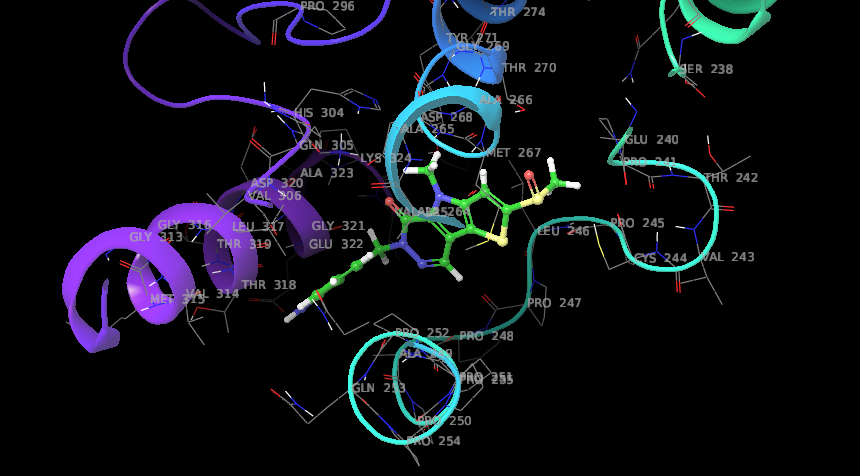 PRO 296
THR 274
TYR 271
GLY 269
THR 270
SER 238
ALA 266
HIS 304
ASP 268
ALA 265
GLU 240
GLN 305
MET 267
LYS 324
PRO 241
ALA 323
THR 242
ASP 320
VAL 306
GLY 316
LEU 317
GLY 321
PRO 245
LEU 246
GLY 313
THR 319
GLU 322
CYS 244
VAL 243
THR 318
VAL 314
MET 315
PRO 247
PRO 252
PRO 248
PRO 251
GLN 253
PRO 250
PRO 254